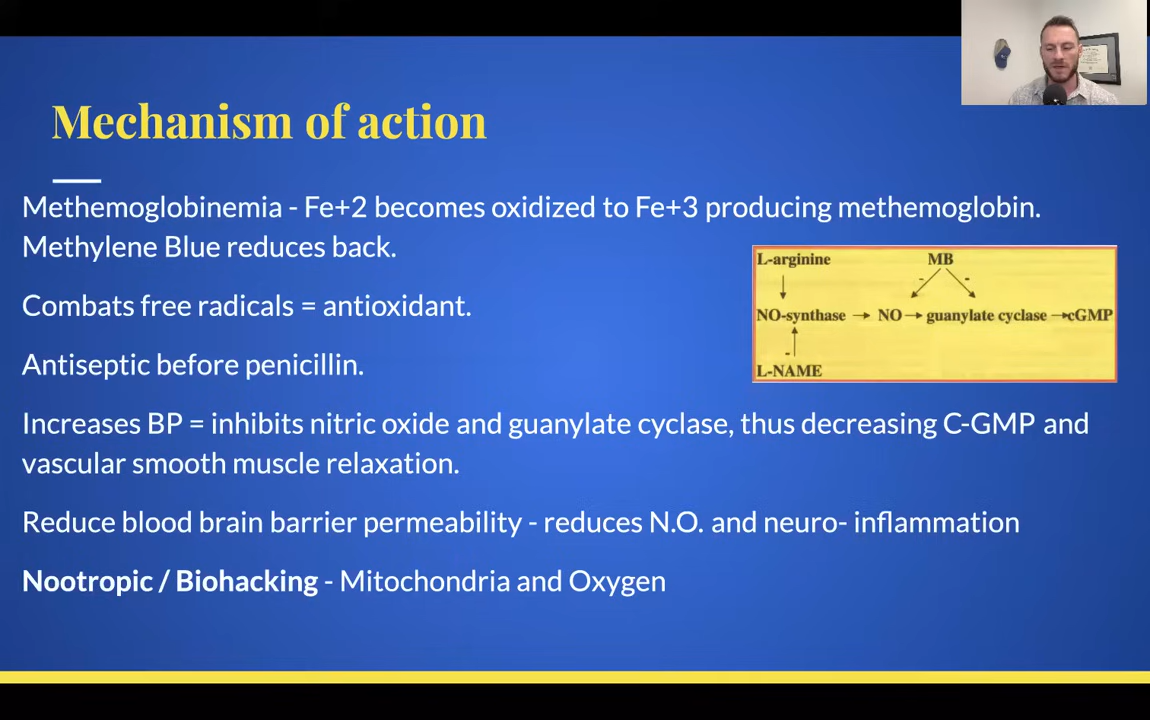 Mechanism of action
Methemoglobinemia - Fe+2 becomes oxidized to Fe+3 producing methemoglobin.
Methylene Blue reduces back.
Combats free radicals = antioxidant.
Antiseptic before penicillin.
Increases BP = inhibits nitric oxide and guanylate cyclase, thus decreasing C-GMP and
vascular smooth muscle relaxation.
Reduce blood brain barrier permeability - reduces N.O. and neuro- inflammation
Nootropic / Biohacking - Mitochondria and Oxygen
L-arginine MB
- -
NO-synthase → NO → guanylate cyclase → cGMP
-
L-NAME